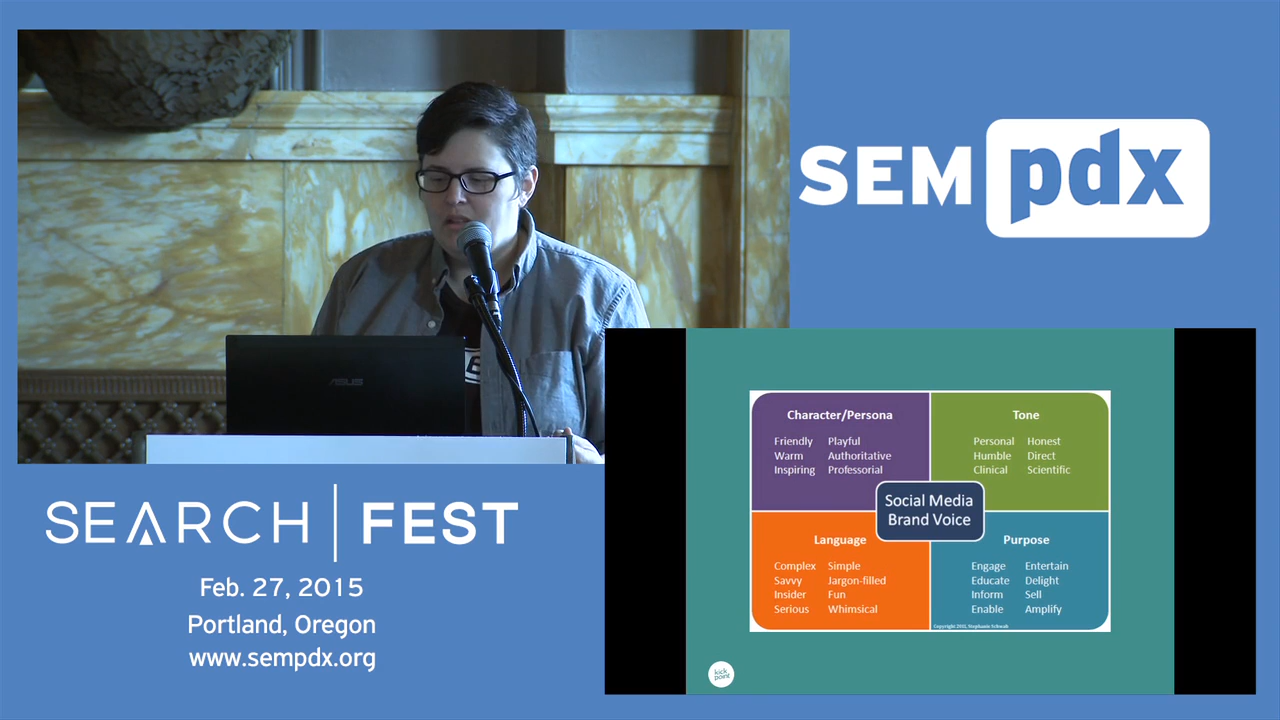 SEM pdx
ASUS
SEARCH FEST
Feb. 27, 2015
Portland, Oregon
www.sempdx.org
Character/Persona
Friendly Playful
Warm Authoritative
Inspiring Professorial
Tone
Personal Honest
Humble Direct
Clinical Scientific
Social Media
Brand Voice
Language
Complex Simple
Savvy Jargon-filled
Insider Fun
Serious Whimsical
Purpose
Engage Entertain
Educate Delight
Inform Sell
Enable Amplify
kick
point